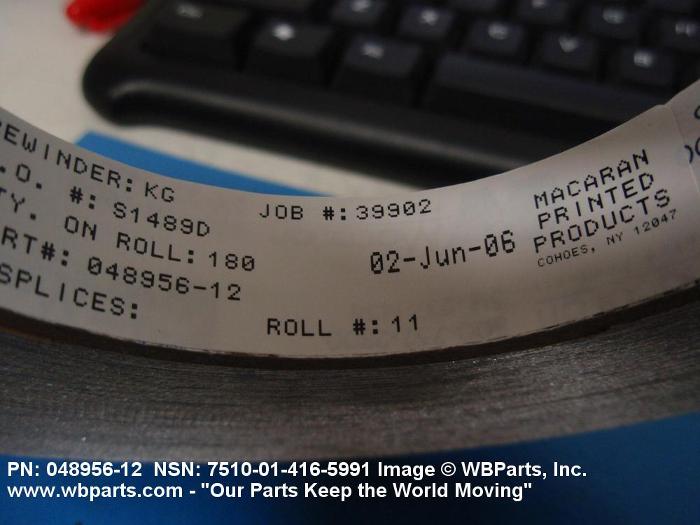 EWINDER: KG
.O. #: S1489D
TY. ON ROLL: 180
RT#: 048956-12
SPLICES:
JOB #: 39902
02-Jun-06
ROLL #: 11
MACARAN
PRINTED
PRODUCTS
COHOES, NY 12047
PN: 048956-12 NSN: 7510-01-416-5991 Image © WBParts, Inc.
www.wbparts.com - "Our Parts Keep the World Moving"